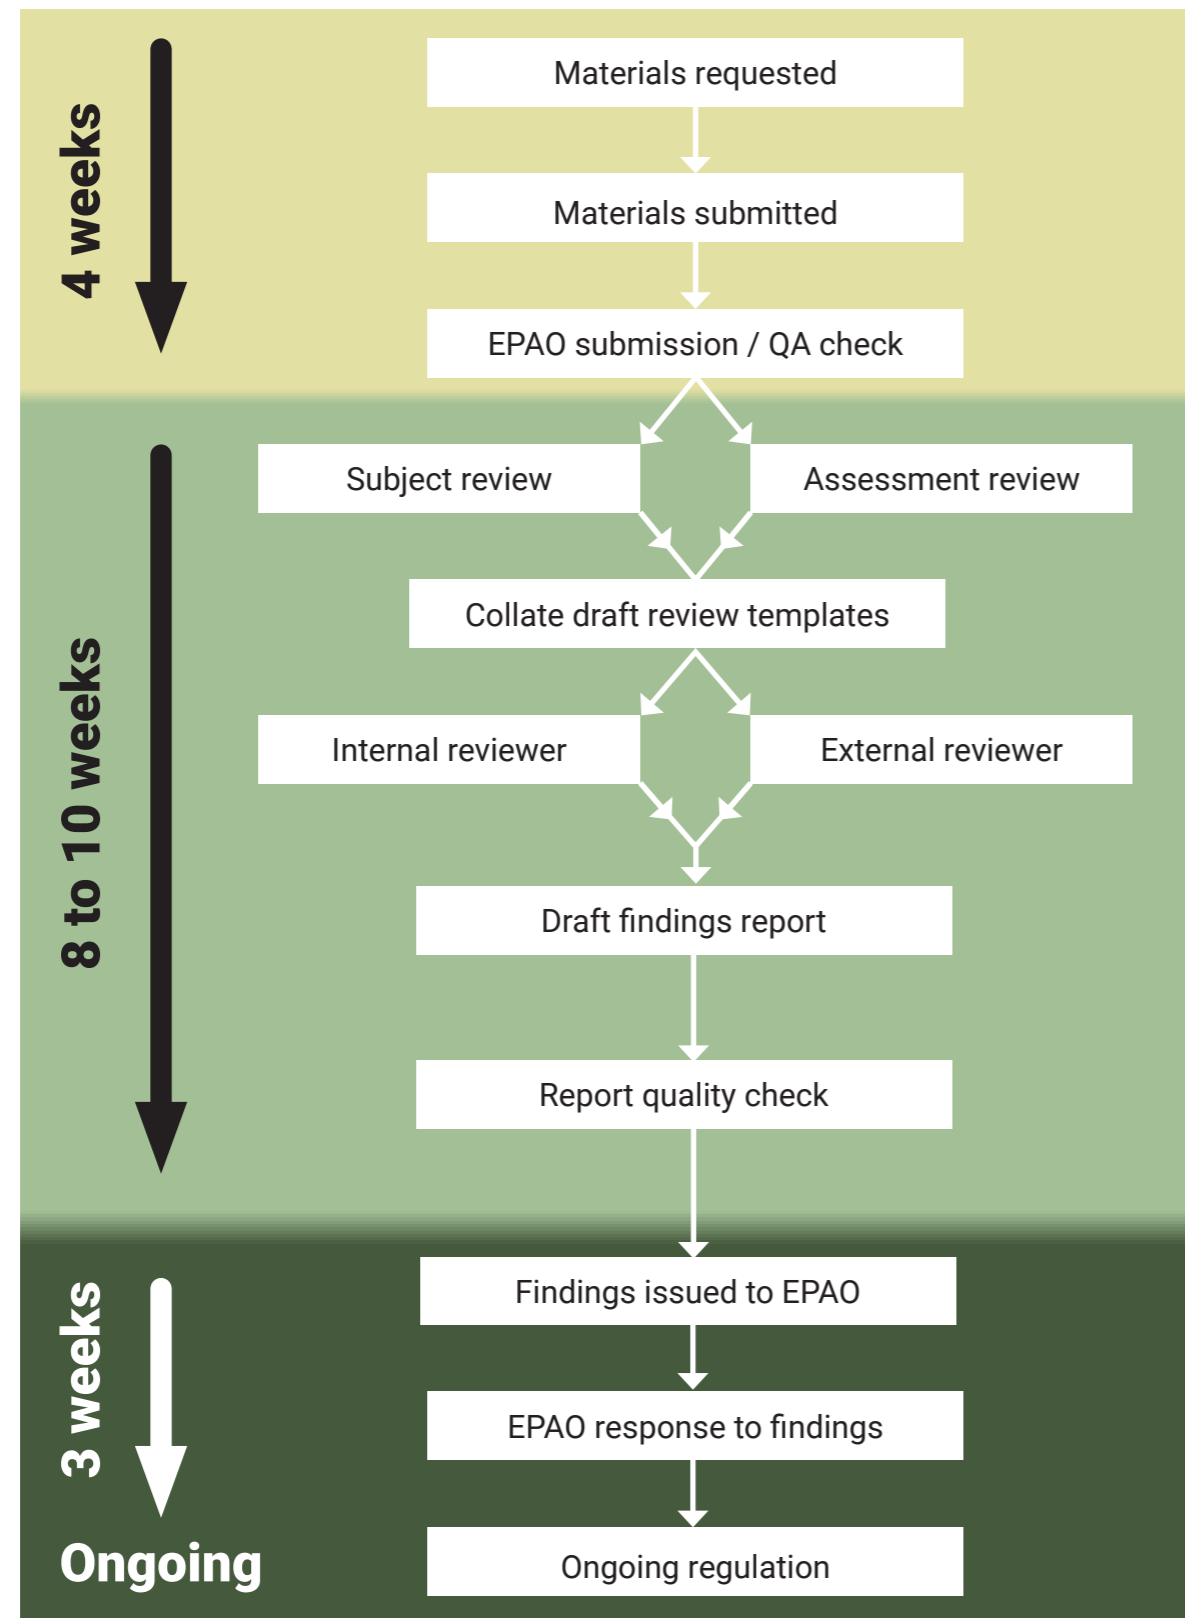 4 weeks
Materials requested
Materials submitted
EPAO submission / QA check
8 to 10 weeks
Subject review
Assessment review
Collate draft review templates
Internal reviewer
External reviewer
Draft findings report
Report quality check
3 weeks
Findings issued to EPAO
EPAO response to findings
Ongoing
Ongoing regulation